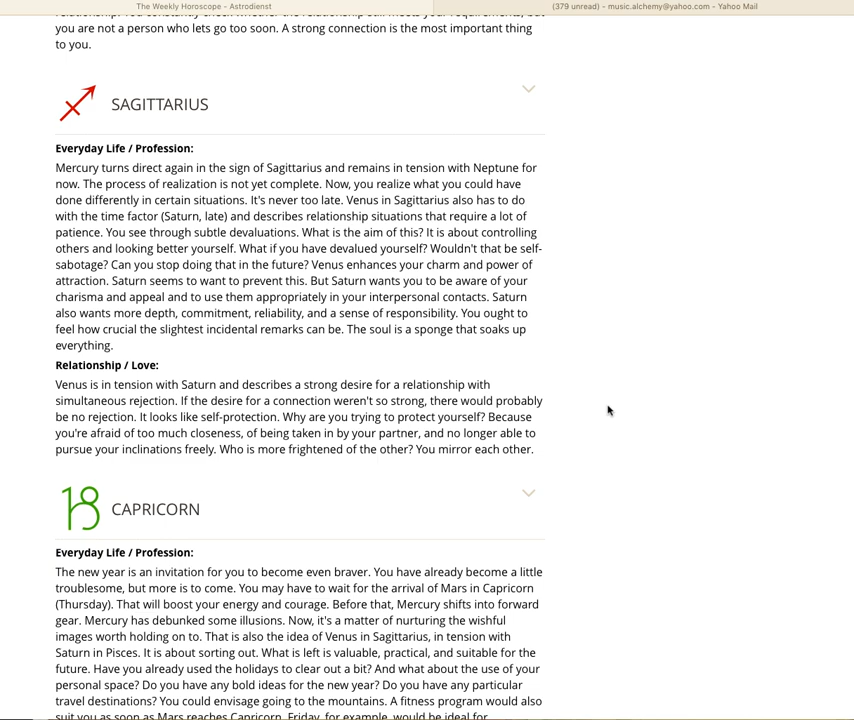 The Weekly Horoscope - Astrodienst
(379 unread) - music.alchemy@yahoo.com - Yahoo Mail
you are not a person who lets go too soon. A strong connection is the most important thing
to you.
SAGITTARIUS
Everyday Life / Profession:
Mercury turns direct again in the sign of Sagittarius and remains in tension with Neptune for
now. The process of realization is not yet complete. Now, you realize what you could have
done differently in certain situations. It's never too late. Venus in Sagittarius also has to do
with the time factor (Saturn, late) and describes relationship situations that require a lot of
patience. You see through subtle devaluations. What is the aim of this? It is about controlling
others and looking better yourself. What if you have devalued yourself? Wouldn't that be self-
sabotage? Can you stop doing that in the future? Venus enhances your charm and power of
attraction. Saturn seems to want to prevent this. But Saturn wants you to be aware of your
charisma and appeal and to use them appropriately in your interpersonal contacts. Saturn
also wants more depth, commitment, reliability, and a sense of responsibility. You ought to
feel how crucial the slightest incidental remarks can be. The soul is a sponge that soaks up
everything.
Relationship / Love:
Venus is in tension with Saturn and describes a strong desire for a relationship with
simultaneous rejection. If the desire for a connection weren't so strong, there would probably
be no rejection. It looks like self-protection. Why are you trying to protect yourself? Because
you're afraid of too much closeness, of being taken in by your partner, and no longer able to
pursue your inclinations freely. Who is more frightened of the other? You mirror each other.
CAPRICORN
Everyday Life / Profession:
The new year is an invitation for you to become even braver. You have already become a little
troublesome, but more is to come. You may have to wait for the arrival of Mars in Capricorn
(Thursday). That will boost your energy and courage. Before that, Mercury shifts into forward
gear. Mercury has debunked some illusions. Now, it's a matter of nurturing the wishful
images worth holding on to. That is also the idea of Venus in Sagittarius, in tension with
Saturn in Pisces. It is about sorting out. What is left is valuable, practical, and suitable for the
future. Have you already used the holidays to clear out a bit? And what about the use of your
personal space? Do you have any bold ideas for the new year? Do you have any particular
travel destinations? You could envisage going to the mountains. A fitness program would also
suit you as soon as Mars reaches Capricorn. Friday, for example, would be ideal for